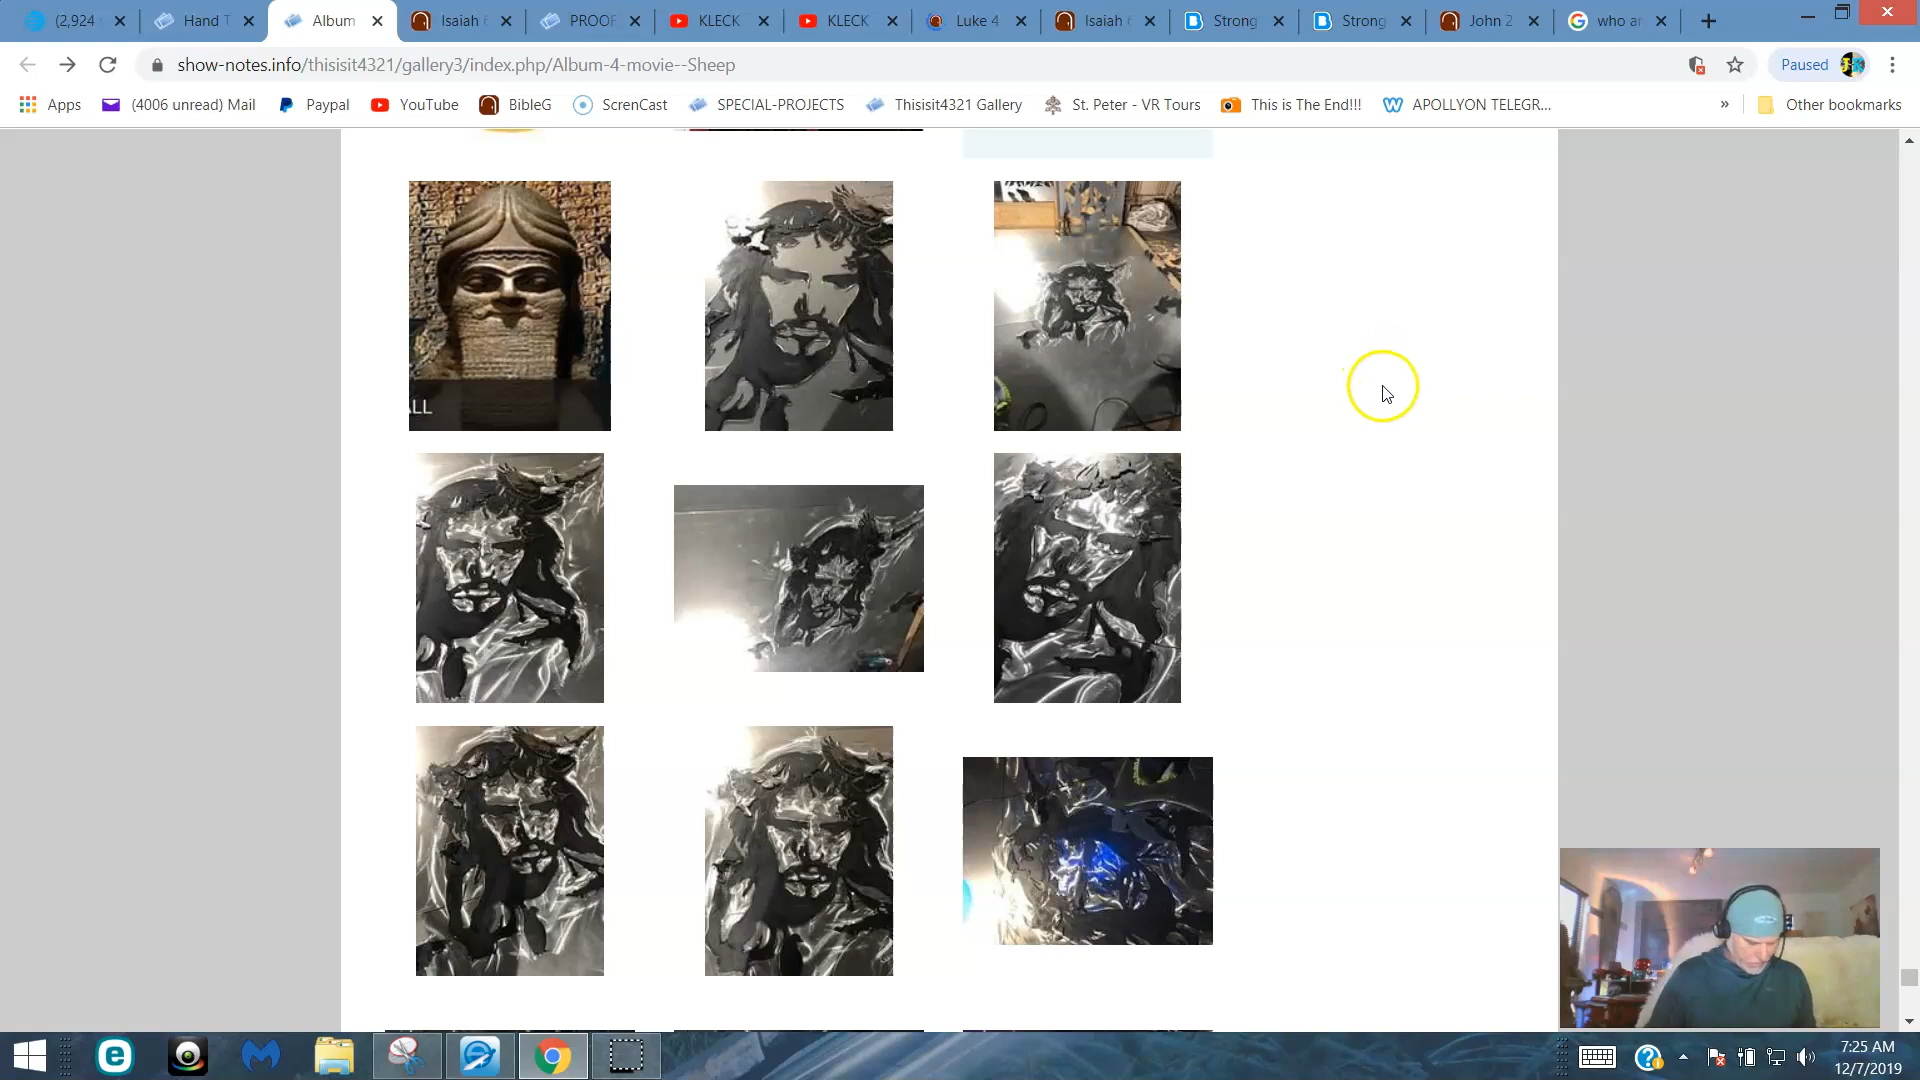 (2,924
Hand T
Album
Isaiah 6
PROOF
KLECK
KLECK
Luke 4
Isaiah 6
Strong
Strong
John 2
who ar
show-notes.info/thisisit4321/gallery3/index.php/Album-4-movie--Sheep
Paused
Apps
(4006 unread) Mail
Paypal
YouTube
BibleG
ScrenCast
SPECIAL-PROJECTS
Thisisit4321 Gallery
St. Peter - VR Tours
This is The End!!!
APOLLYON TELEGR...
»
Other bookmarks
ALL
7:25 AM
12/7/2019